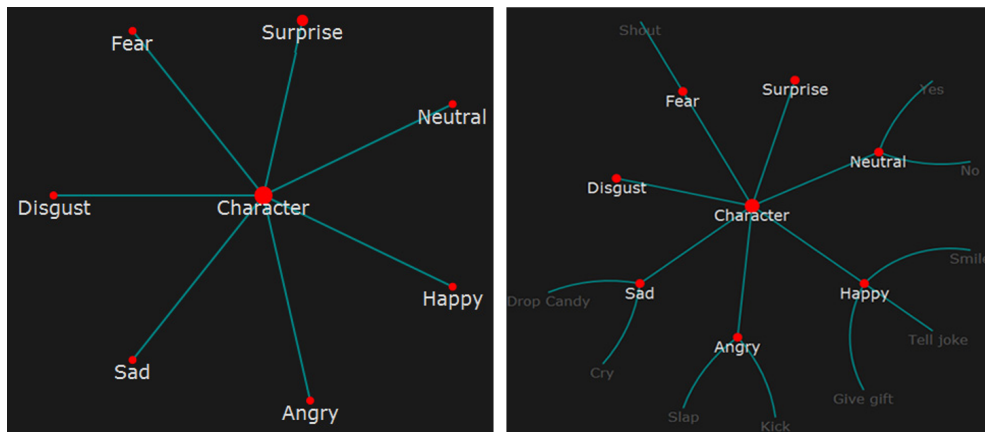 Surprise
Fear
Neutral
Disgust
Character
Happy
Sad
Angry
Shout
Surprise
Yes
Fear
Neutral
No
Disgust
Character
Smile
Sad
Happy
Drop Candy
Tell joke
Angry
Cry
Give gift
Slap
Kick